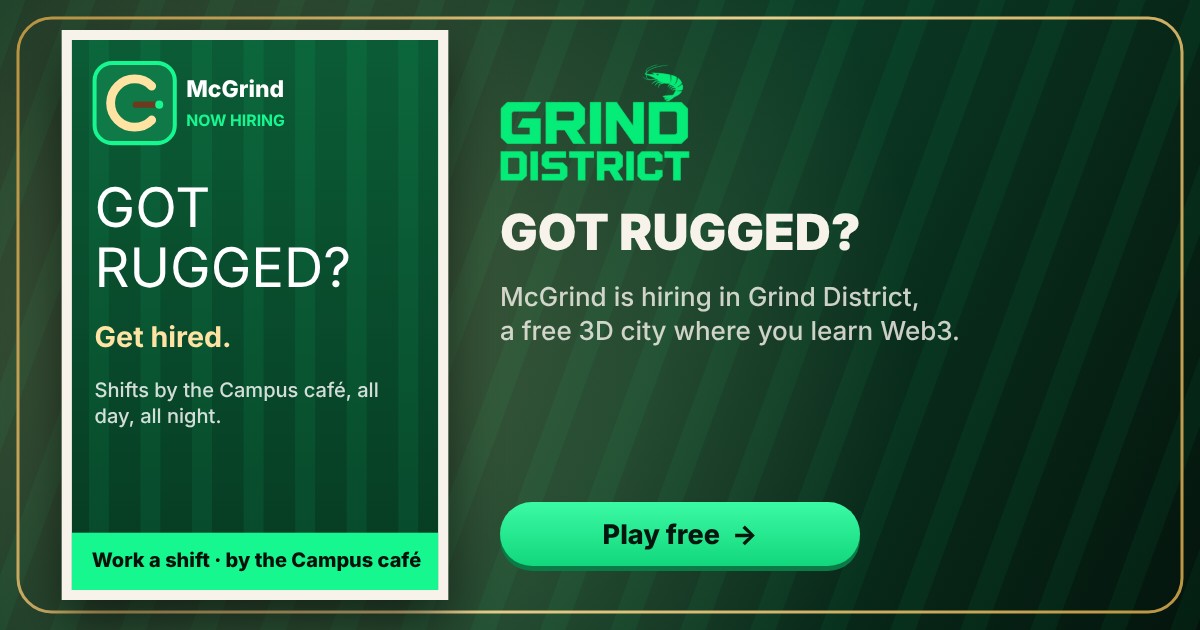 McGrind
NOW HIRING
GOT
RUGGED?
Get hired.
Shifts by the Campus café, all
day, all night.
Work a shift · by the Campus café
GRIND
DISTRICT
GOT RUGGED?
McGrind is hiring in Grind District,
a free 3D city where you learn Web3.
Play free →